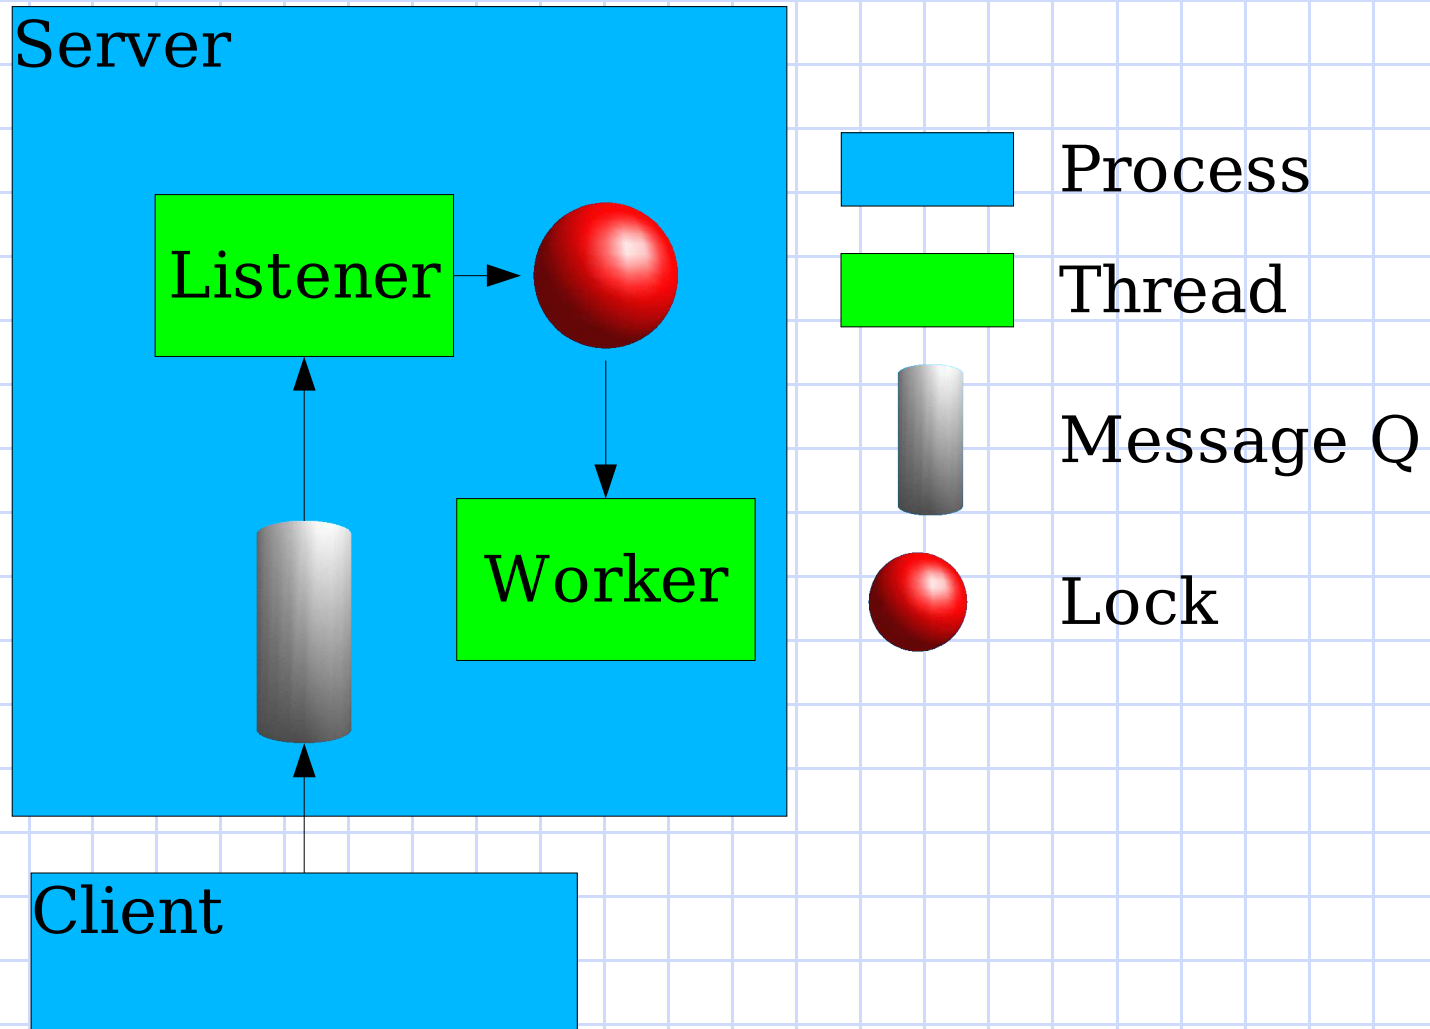 Server
Listener
Worker
Client
Process
Thread
Message Q
Lock